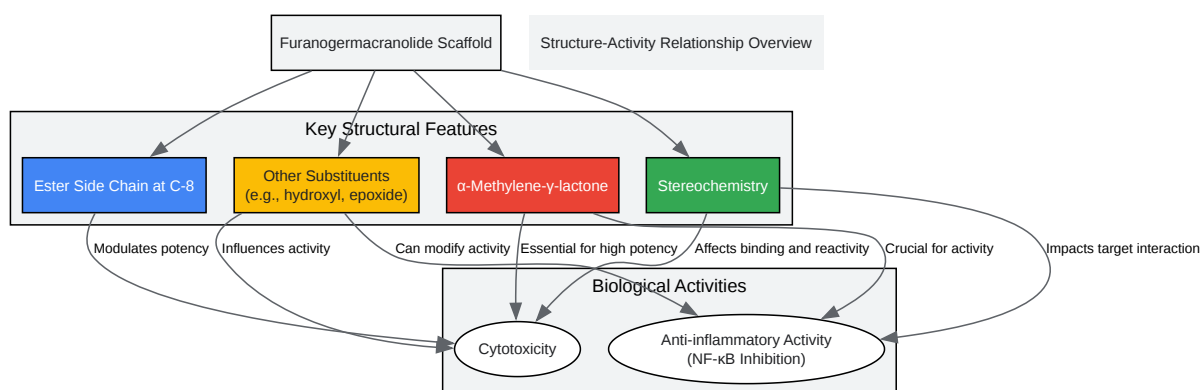 Furanogermacranolide Scaffold
Structure-Activity Relationship Overview
Key Structural Features
Ester Side Chain at C-8
Other Substituents
(e.g., hydroxyl, epoxide)
α-Methylene-γ-lactone
Stereochemistry
Modulates potency
Influences activity
Can modify activity
Essential for high potency
Affects binding and reactivity
Crucial for activity
Impacts target interaction
Biological Activities
Cytotoxicity
Anti-inflammatory Activity
(NF-κB Inhibition)